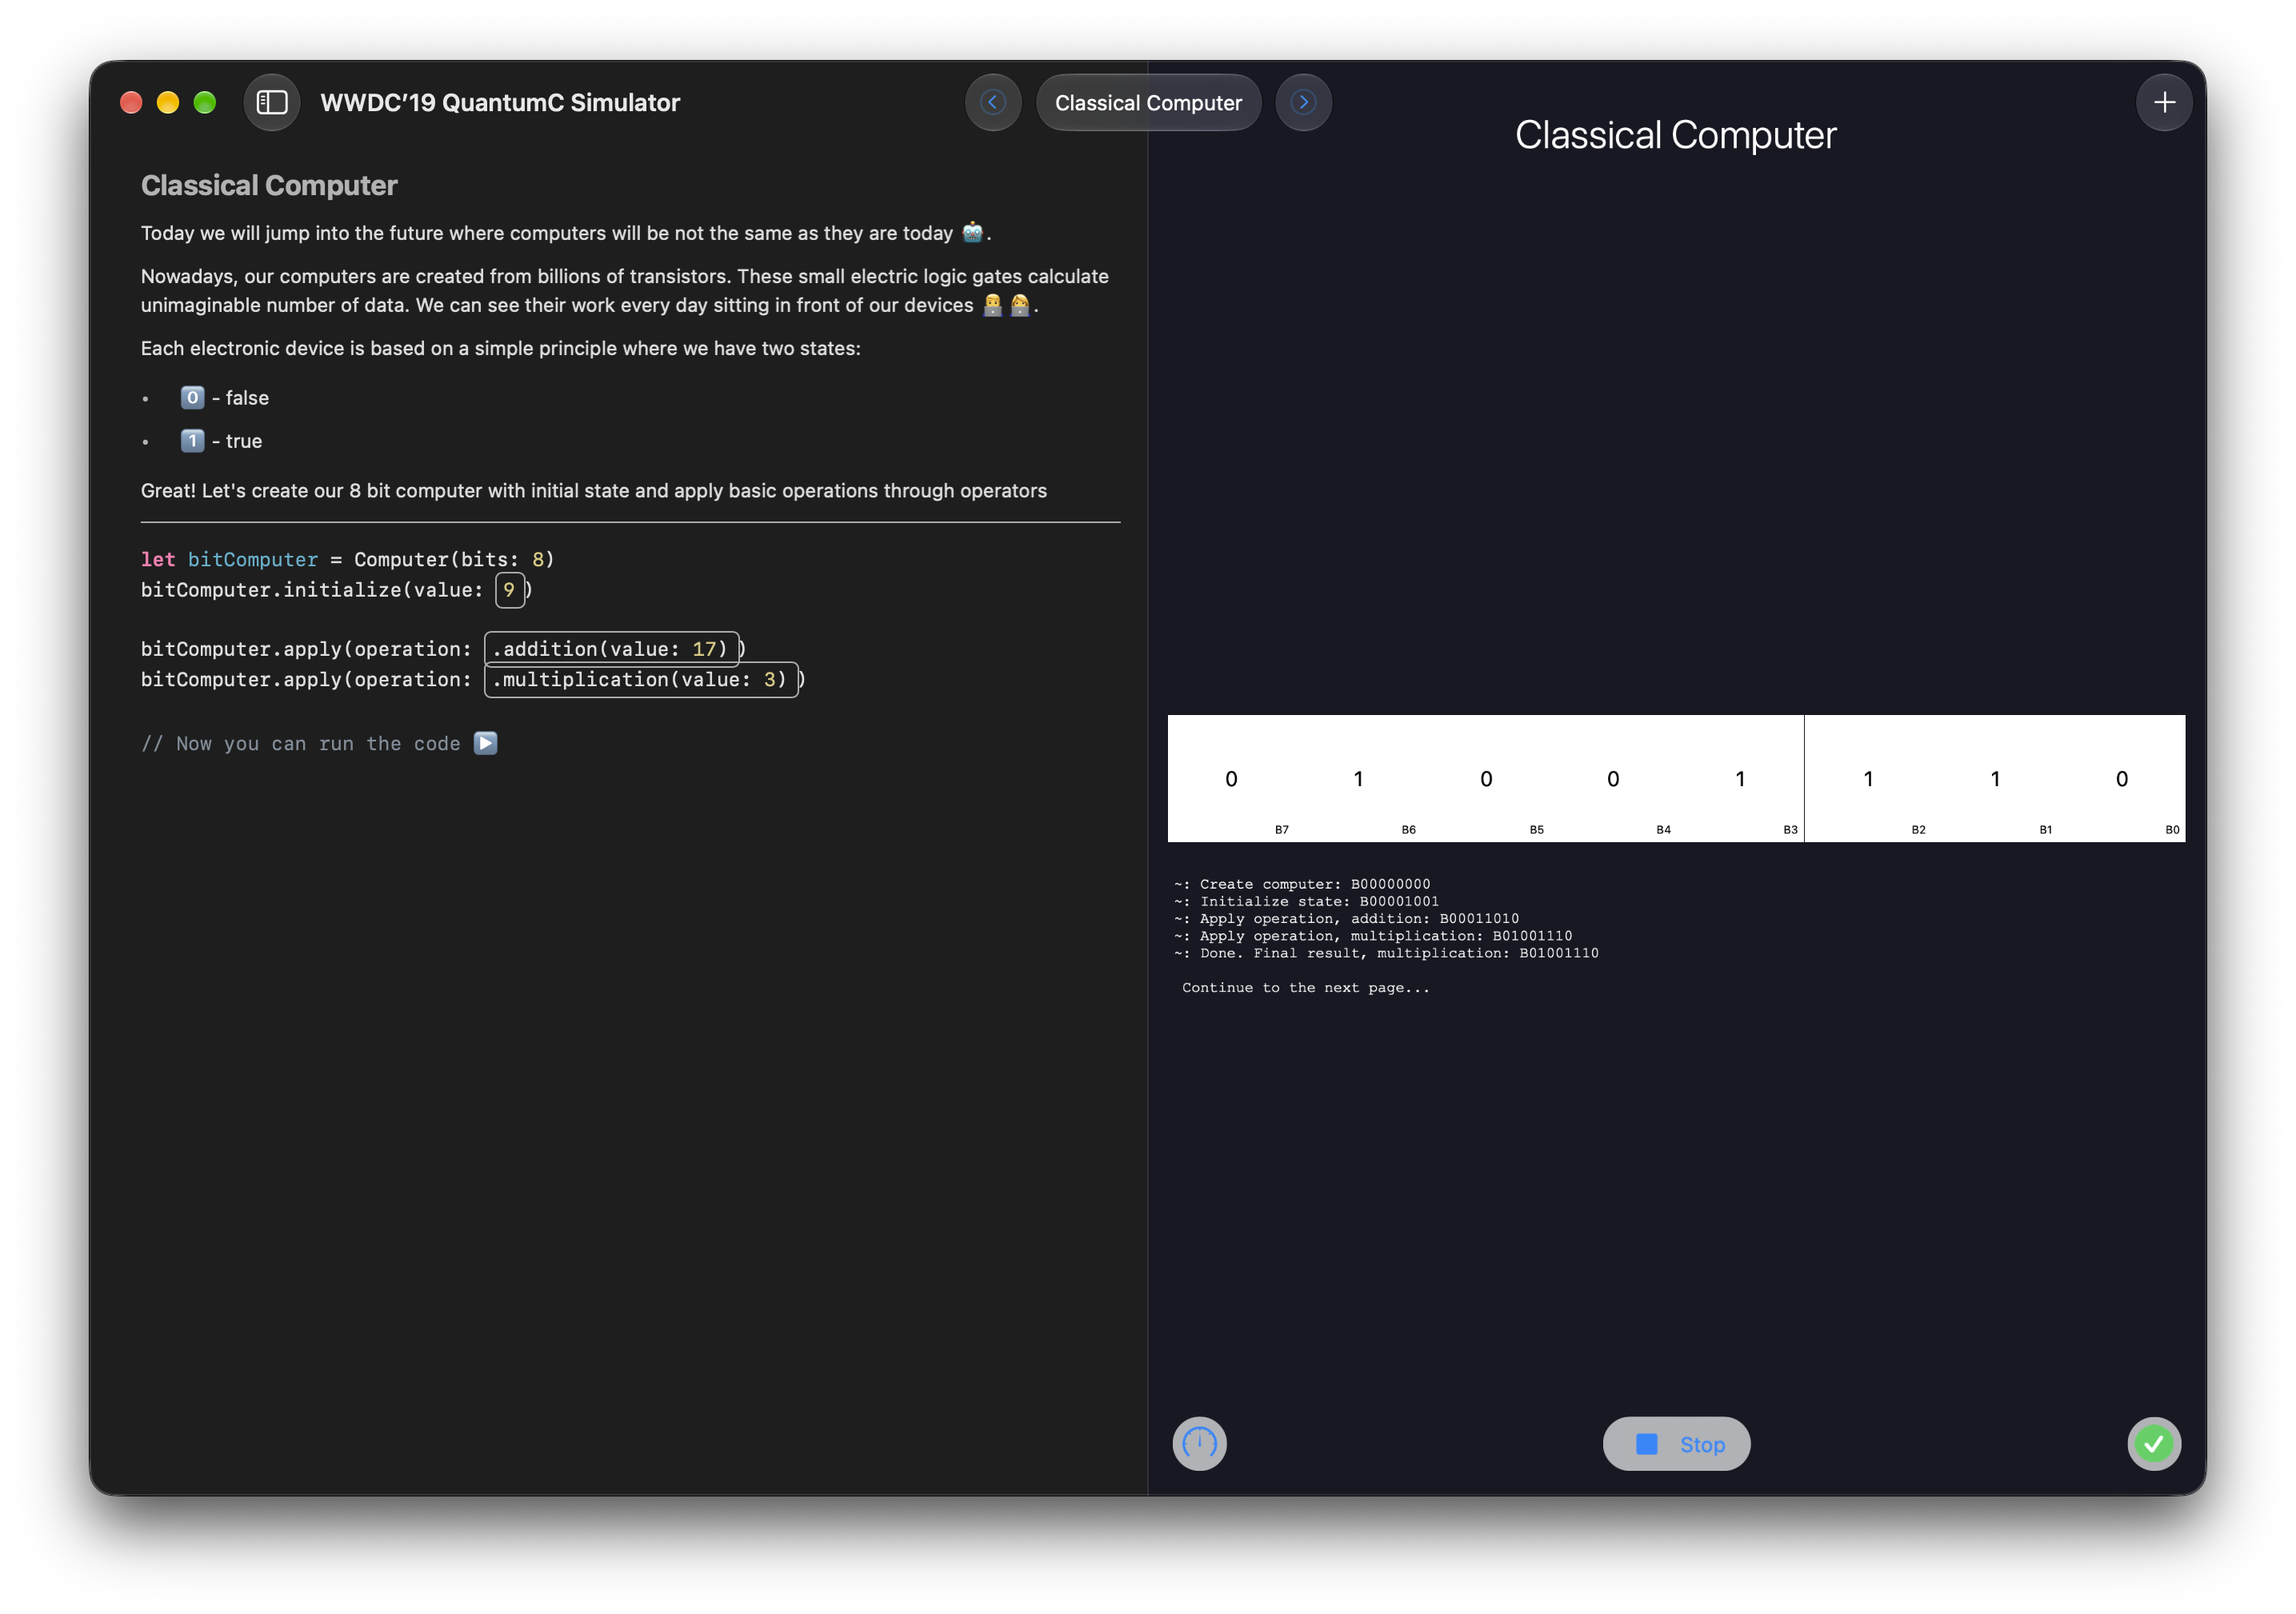 WWDC’19 QuantumC Simulator
Classical Computer
Classical Computer
Today we will jump into the future where computers will be not the same as they are today 🤖.
Nowadays, our computers are created from billions of transistors. These small electric logic gates calculate
unimaginable number of data. We can see their work every day sitting in front of our devices 👨‍💻 👩‍💻.
Each electronic device is based on a simple principle where we have two states:
• 0️⃣ - false
• 1️⃣ - true
Great! Let's create our 8 bit computer with initial state and apply basic operations through operators
let bitComputer = Computer(bits: 8)
bitComputer.initialize(value: 9)
bitComputer.apply(operation: .addition(value: 17))
bitComputer.apply(operation: .multiplication(value: 3))
// Now you can run the code ▶️
Classical Computer
0 1 0 0 1 1 1 0
B7 B6 B5 B4 B3 B2 B1 B0
~: Create computer: B00000000
~: Initialize state: B00001001
~: Apply operation, addition: B00011010
~: Apply operation, multiplication: B01001110
~: Done. Final result, multiplication: B01001110
Continue to the next page...
Stop